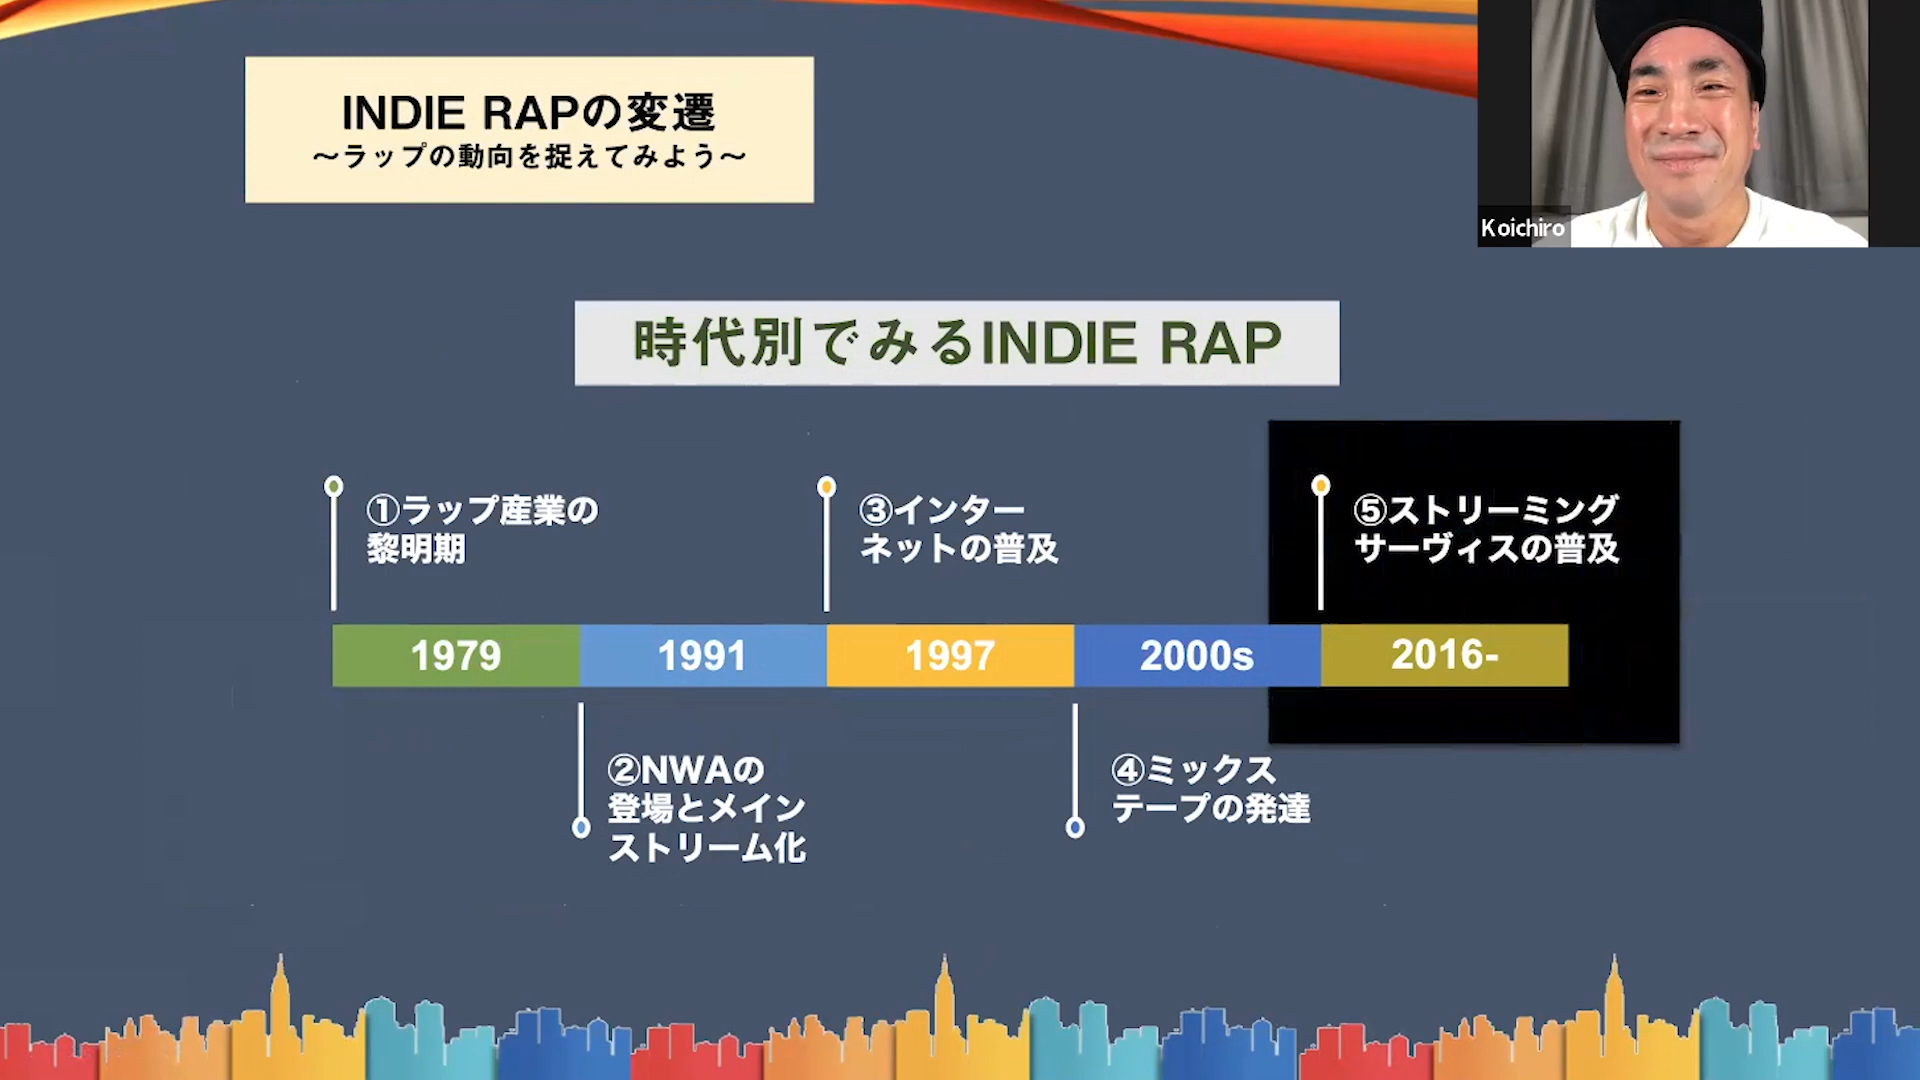 INDIE RAPの変遷
〜ラップの動向を捉えてみよう〜
Koichiro
時代別でみるINDIE RAP
①ラップ産業の
黎明期
③インター
ネットの普及
⑤ストリーミング
サーヴィスの普及
1979
1991
1997
2000s
2016-
②NWAの
登場とメイン
ストリーム化
④ミックス
テープの発達